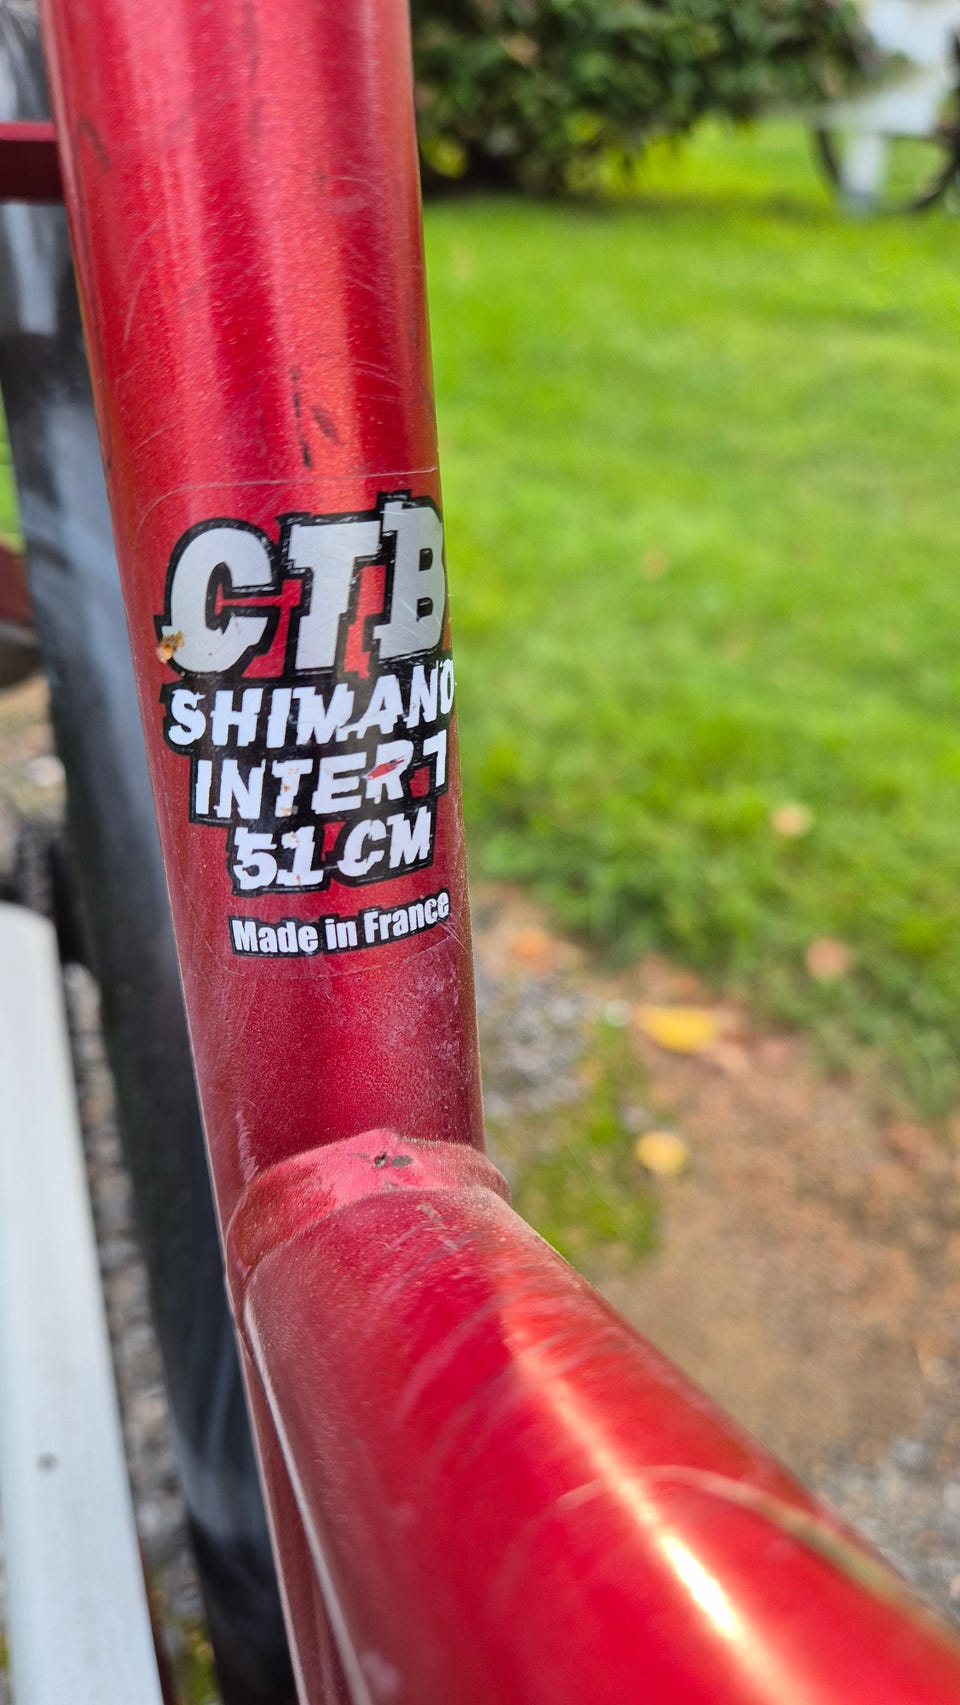 CTB
SHIMANO
INTER 7
51 CM
Made in France